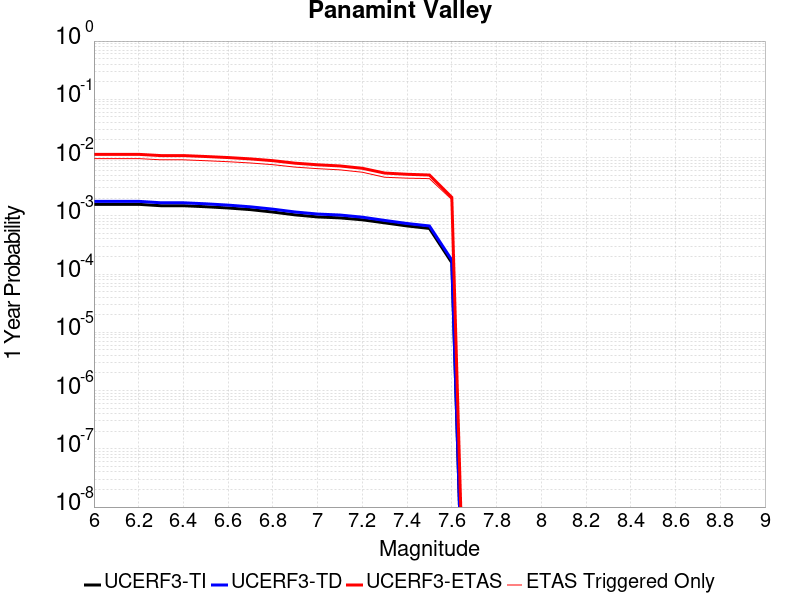 Panamint Valley
1 Year Probability
10^0
10^-1
10^-2
10^-3
10^-4
10^-5
10^-6
10^-7
10^-8
6 6.2 6.4 6.6 6.8 7 7.2 7.4 7.6 7.8 8 8.2 8.4 8.6 8.8 9
Magnitude
UCERF3-TI UCERF3-TD UCERF3-ETAS ETAS Triggered Only